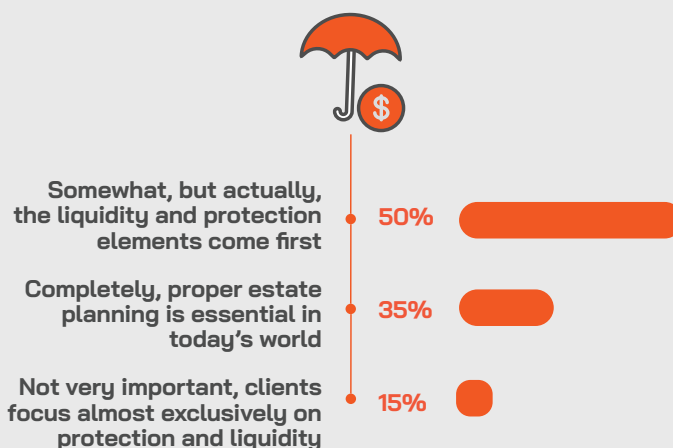 $
Somewhat, but actually,
the liquidity and protection
elements come first
50%
Completely, proper estate
planning is essential in
today's world
35%
Not very important, clients
focus almost exclusively on
protection and liquidity
15%